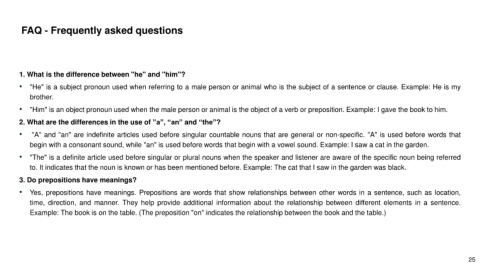 FAQ - Frequently asked questions
1. What is the difference between "he" and "him"?
• "He" is a subject pronoun used when referring to a male person or animal who is the subject of a sentence or clause. Example: He is my
brother.
• "Him" is an object pronoun used when the male person or animal is the object of a verb or preposition. Example: I gave the book to him.
2. What are the differences in the use of "a", “an” and “the”?
• "A" and "an" are indefinite articles used before singular countable nouns that are general or non-specific. "A" is used before words that
begin with a consonant sound, while "an" is used before words that begin with a vowel sound. Example: I saw a cat in the garden.
• "The" is a definite article used before singular or plural nouns when the speaker and listener are aware of the specific noun being referred
to. It indicates that the noun is known or has been mentioned before. Example: The cat that I saw in the garden was black.
3. Do prepositions have meanings?
• Yes, prepositions have meanings. Prepositions are words that show relationships between other words in a sentence, such as location,
time, direction, and manner. They help provide additional information about the relationship between different elements in a sentence.
Example: The book is on the table. (The preposition "on" indicates the relationship between the book and the table.)
25